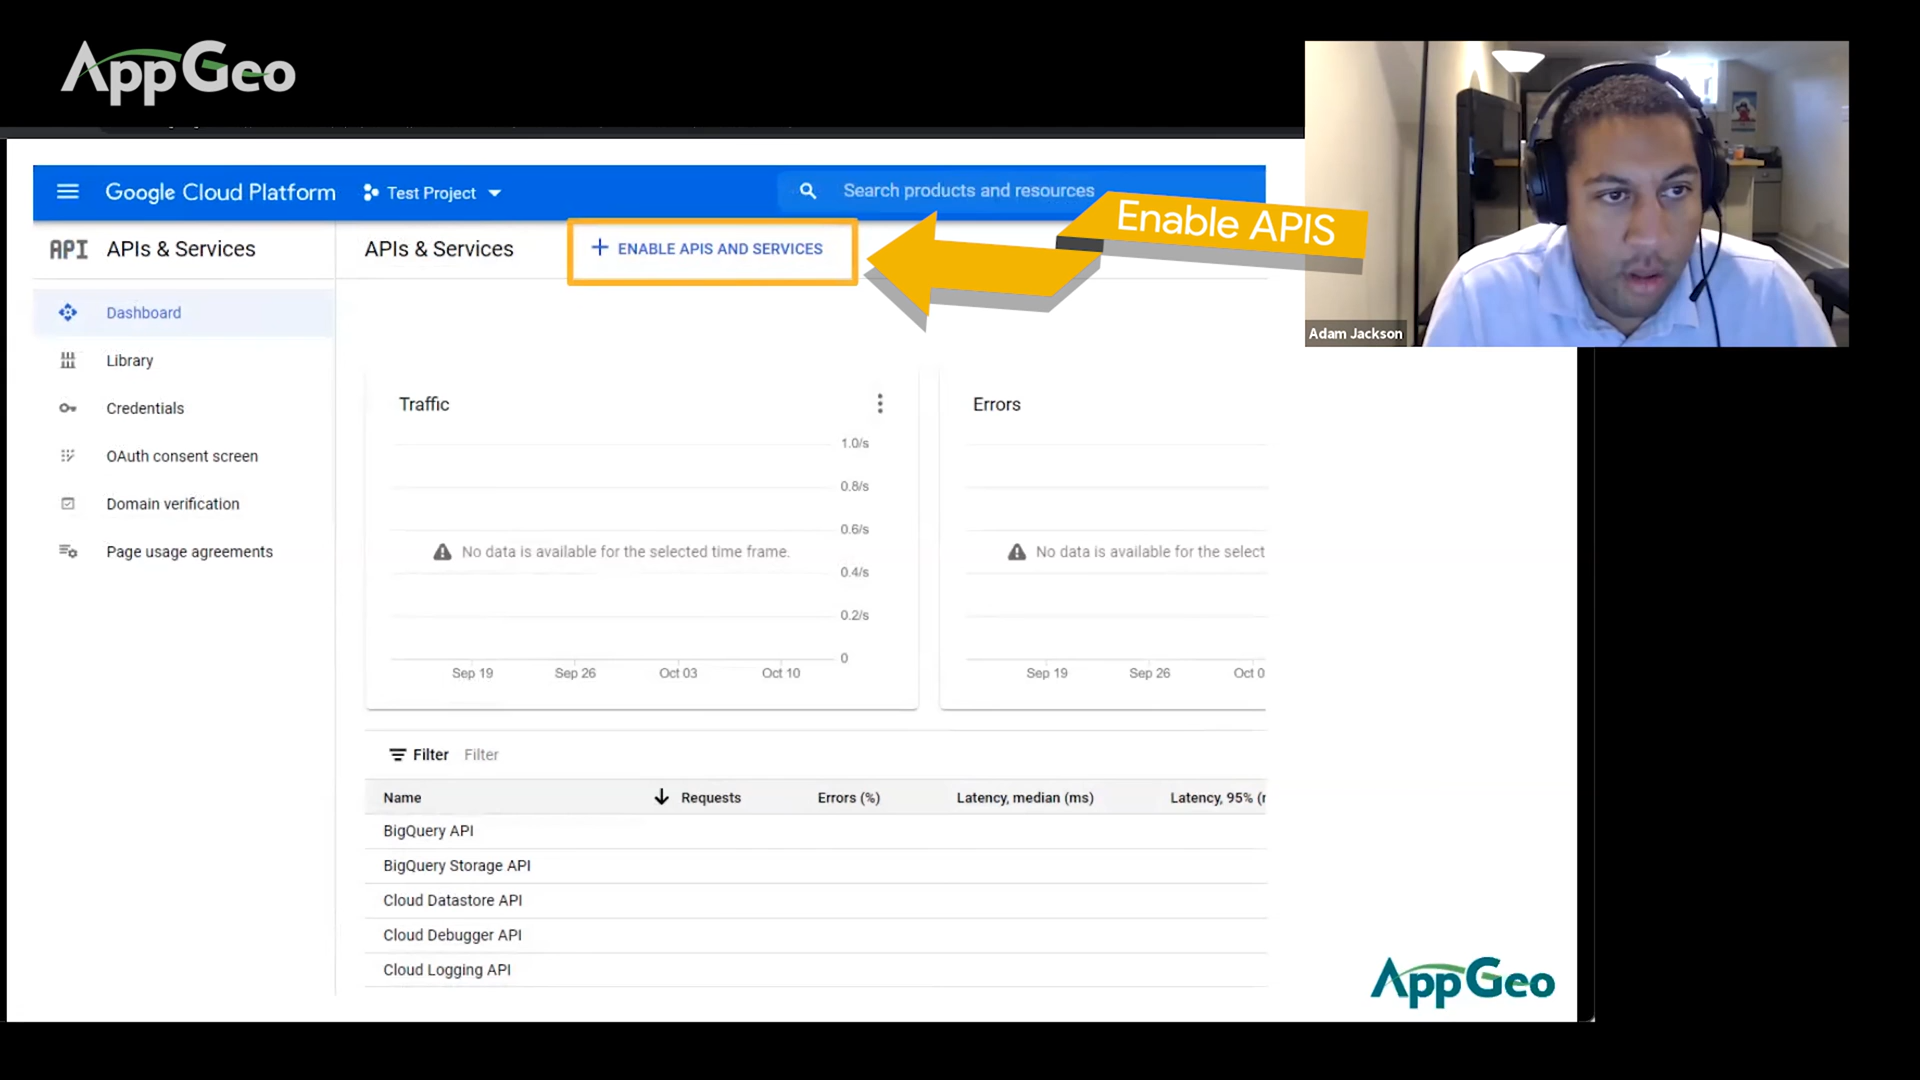 AppGeo
Google Cloud Platform
Test Project
Search products and resources
Enable APIS
API APIs & Services
APIs & Services
ENABLE APIS AND SERVICES
Adam Jackson
Dashboard
Library
Credentials
OAuth consent screen
Domain verification
Page usage agreements
Traffic
1.0/s
0.8/s
0.6/s
No data is available for the selected time frame.
0.4/s
0.2/s
0
Sep 19 Sep 26 Oct 03 Oct 10
Errors
No data is available for the select
Sep 19 Sep 26 Oct 0
Filter Filter
Name Requests Errors (%) Latency, median (ms) Latency, 95% (
BigQuery API
BigQuery Storage API
Cloud Datastore API
Cloud Debugger API
Cloud Logging API
AppGeo